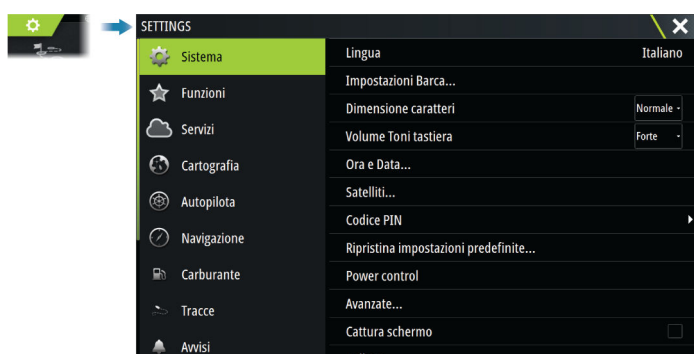 SETTINGS
Sistema
Funzioni
Servizi
Cartografia
Autopilota
Navigazione
Carburante
Tracce
Avvisi
Lingua Italiano
Impostazioni Barca...
Dimensione caratteri Normale
Volume Toni tastiera Forte
Ora e Data...
Satelliti...
Codice PIN
Ripristina impostazioni predefinite...
Power control
Avanzate...
Cattura schermo